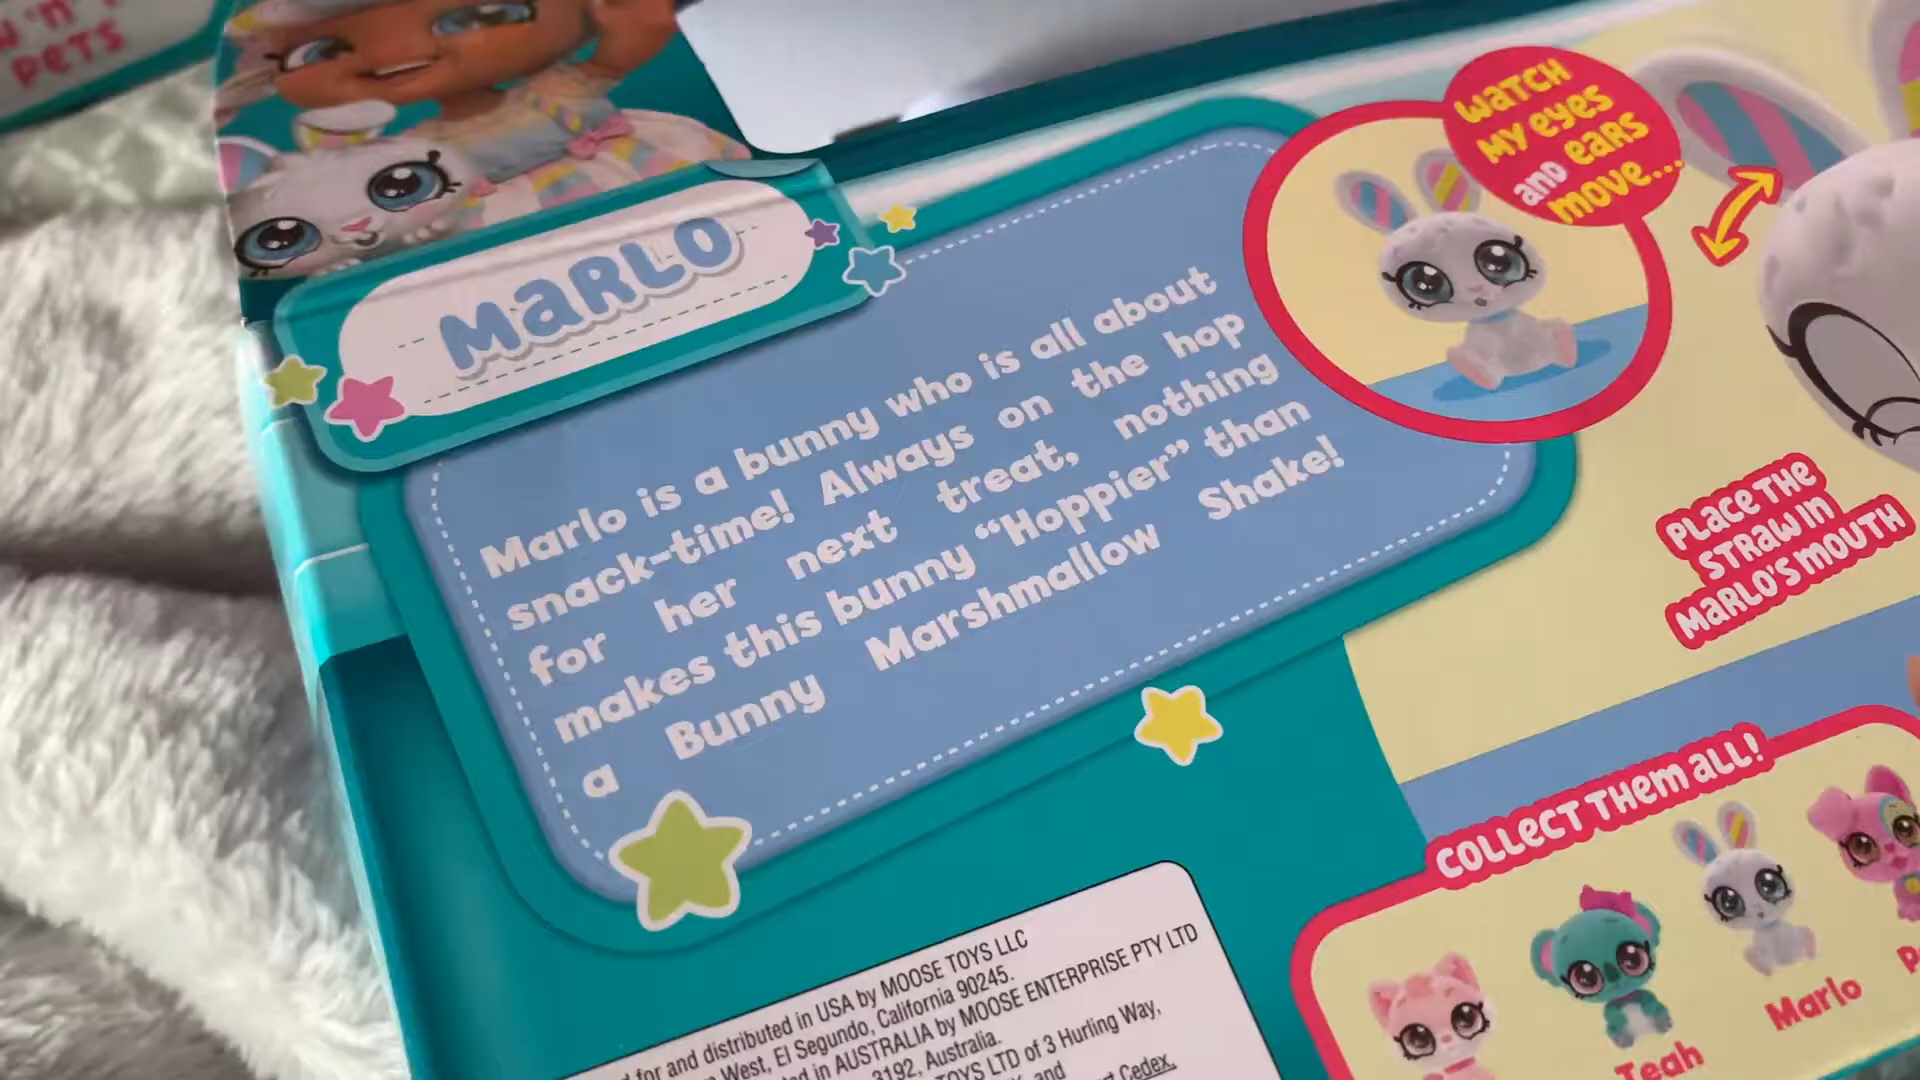 PETS
MARLO
Marlo is a bunny who is all about
snack-time! Always on the hop
for her next treat, nothing
makes this bunny “Hoppier” than
a Bunny Marshmallow Shake!
WATCH
MY eyes
AND eaRS
move...
PLACE THE
STRAW IN
MARLO'S MOUTH
COLLECT THem aLL!
Teah
Marlo
for and distributed in USA by MOOSE TOYS LLC
West, El Segundo, California 90245.
in AUSTRALIA by MOOSE ENTERPRISE PTY LTD
3192, Australia.
TOYS LTD of 3 Hurling Way,
and
Cedex.